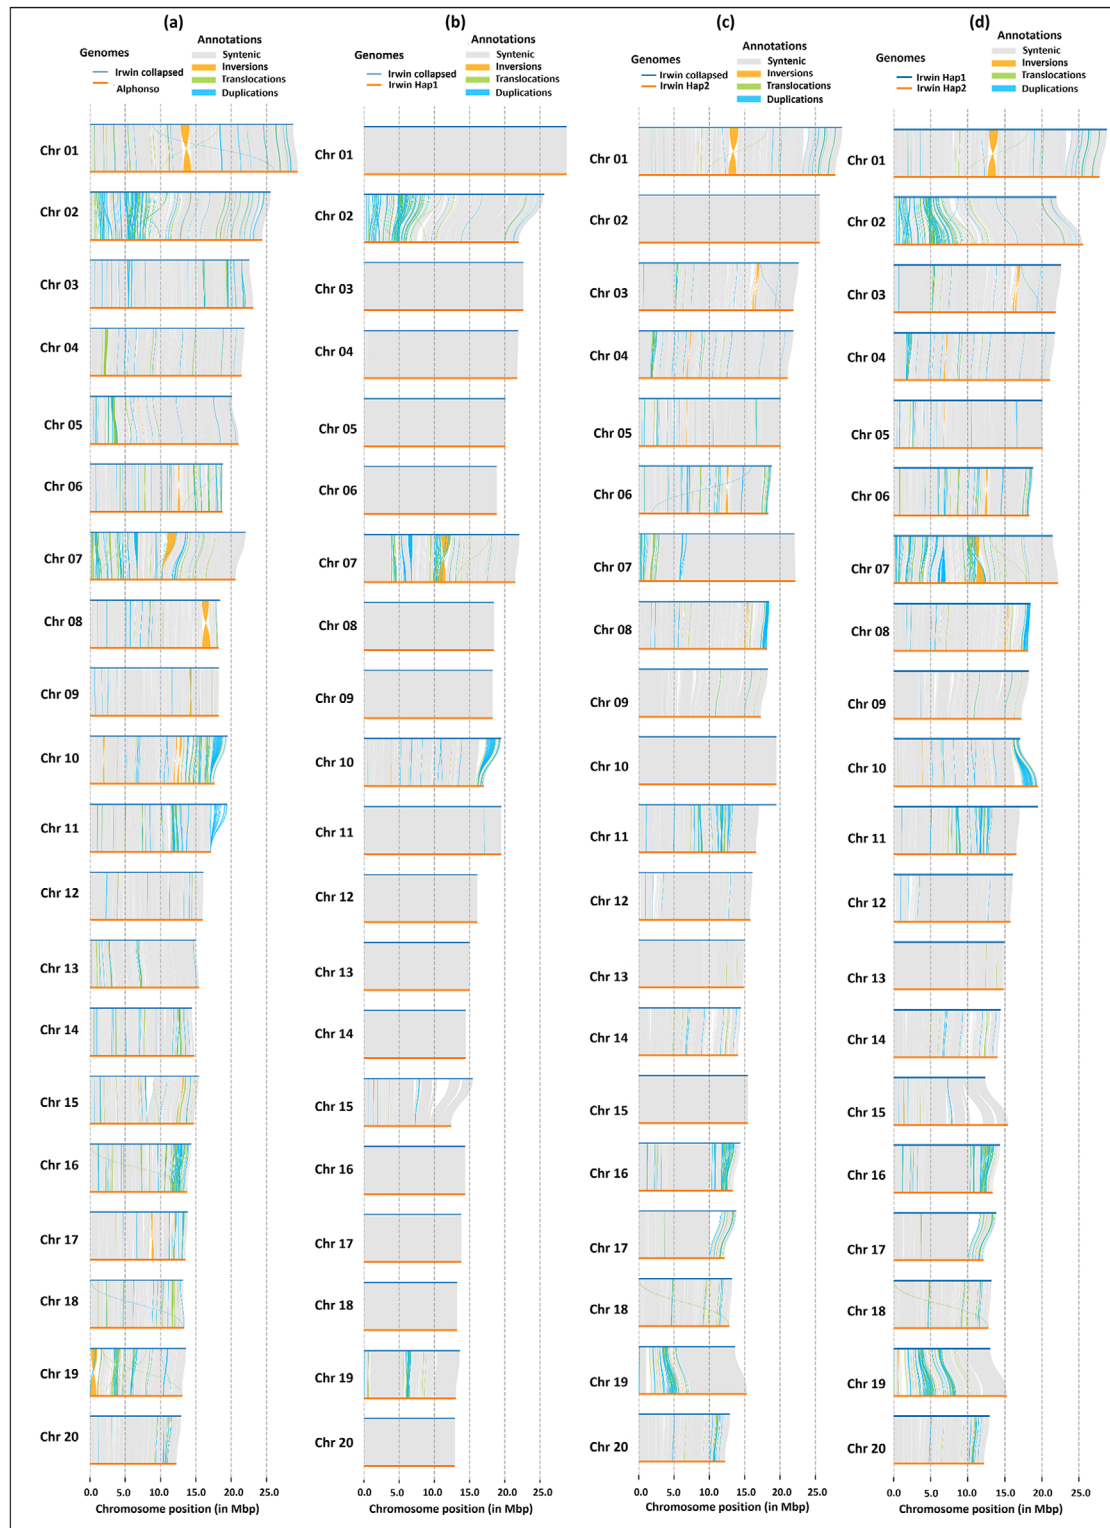 (a)
Genomes
Irwin collapsed
Alphonso
Annotations
Syntenic
Inversions
Translocations
Duplications
Chr 01
Chr 02
Chr 03
Chr 04
Chr 05
Chr 06
Chr 07
Chr 08
Chr 09
Chr 10
Chr 11
Chr 12
Chr 13
Chr 14
Chr 15
Chr 16
Chr 17
Chr 18
Chr 19
Chr 20
0.0 5.0 10.0 15.0 20.0 25.0
Chromosome position (in Mbp)
(b)
Genomes
Irwin collapsed
Irwin Hap1
Annotations
Syntenic
Inversions
Translocations
Duplications
Chr 01
Chr 02
Chr 03
Chr 04
Chr 05
Chr 06
Chr 07
Chr 08
Chr 09
Chr 10
Chr 11
Chr 12
Chr 13
Chr 14
Chr 15
Chr 16
Chr 17
Chr 18
Chr 19
Chr 20
0.0 5.0 10.0 15.0 20.0 25.0
Chromosome position (in Mbp)
(c)
Genomes
Irwin collapsed
Irwin Hap2
Annotations
Syntenic
Inversions
Translocations
Duplications
Chr 01
Chr 02
Chr 03
Chr 04
Chr 05
Chr 06
Chr 07
Chr 08
Chr 09
Chr 10
Chr 11
Chr 12
Chr 13
Chr 14
Chr 15
Chr 16
Chr 17
Chr 18
Chr 19
Chr 20
0.0 5.0 10.0 15.0 20.0 25.0
Chromosome position (in Mbp)
(d)
Genomes
Irwin Hap1
Irwin Hap2
Annotations
Syntenic
Inversions
Translocations
Duplications
Chr 01
Chr 02
Chr 03
Chr 04
Chr 05
Chr 06
Chr 07
Chr 08
Chr 09
Chr 10
Chr 11
Chr 12
Chr 13
Chr 14
Chr 15
Chr 16
Chr 17
Chr 18
Chr 19
Chr 20
0.0 5.0 10.0 15.0 20.0 25.0
Chromosome position (in Mbp)